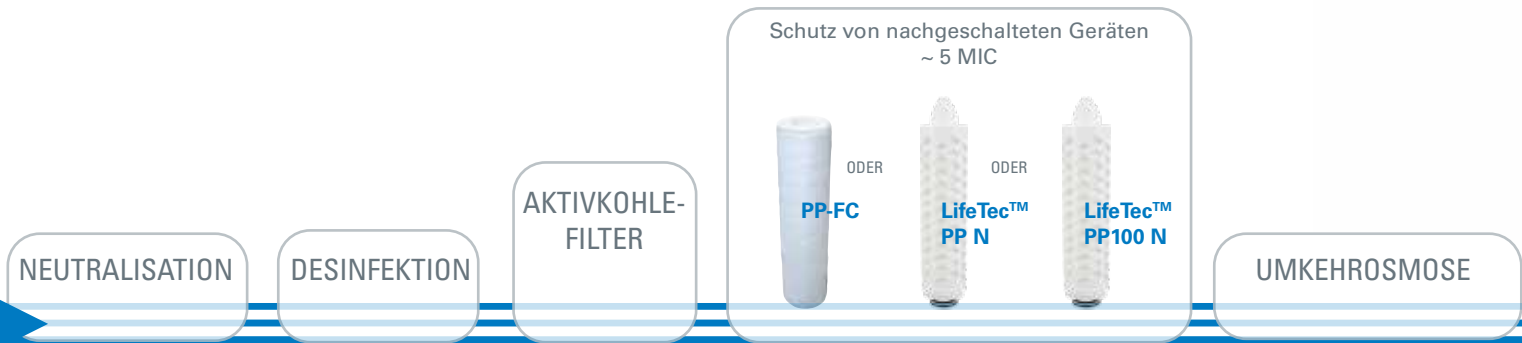 Schutz von nachgeschalteten Geräten
~ 5 MIC
ODER
ODER
PP-FC
LifeTec™
PP N
LifeTec™
PP100 N
AKTIVKOHLE-
FILTER
NEUTRALISATION
DESINFEKTION
UMKEHROSMOSE